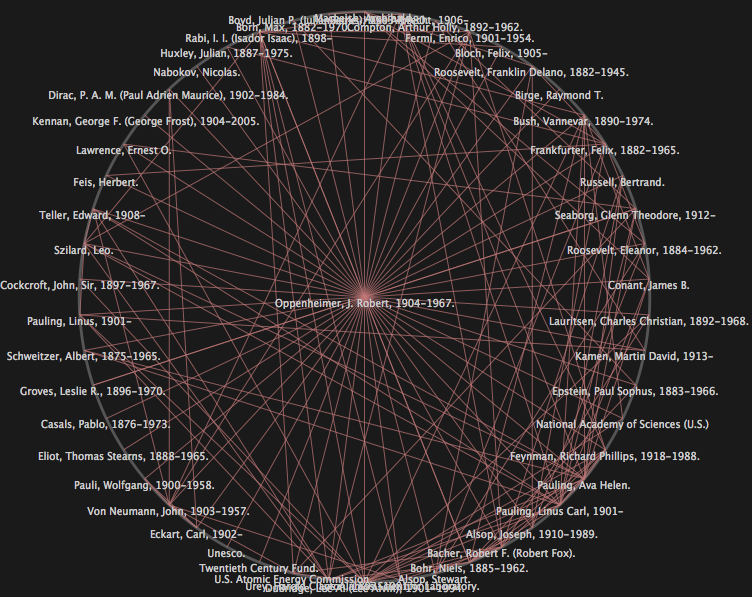 Boyd, Julian P.
Born, Max, 1882-1970.
Compton, Arthur Holly, 1892-1962.
Rabi, I. I. (Isador Isaac), 1898-
Fermi, Enrico, 1901-1954.
Huxley, Julian, 1887-1975.
Bloch, Felix, 1905-
Nabokov, Nicolas.
Roosevelt, Franklin Delano, 1882-1945.
Dirac, P. A. M. (Paul Adrien Maurice), 1902-1984.
Birge, Raymond T.
Kennan, George F. (George Frost), 1904-2005.
Bush, Vannevar, 1890-1974.
Lawrence, Ernest O.
Frankfurter, Felix, 1882-1965.
Feis, Herbert.
Russell, Bertrand.
Teller, Edward, 1908-
Seaborg, Glenn Theodore, 1912-
Szilard, Leo.
Roosevelt, Eleanor, 1884-1962.
Cockcroft, John, Sir, 1897-1967.
Conant, James B.
Oppenheimer, J. Robert, 1904-1967.
Pauling, Linus, 1901-
Lauritsen, Charles Christian, 1892-1968.
Schweitzer, Albert, 1875-1965.
Kamen, Martin David, 1913-
Groves, Leslie R., 1896-1970.
Epstein, Paul Sophus, 1883-1966.
Casals, Pablo, 1876-1973.
National Academy of Sciences (U.S.)
Eliot, Thomas Stearns, 1888-1965.
Feynman, Richard Phillips, 1918-1988.
Pauli, Wolfgang, 1900-1958.
Pauling, Ava Helen.
Von Neumann, John, 1903-1957.
Pauling, Linus Carl, 1901-
Eckart, Carl, 1902-
Alsop, Joseph, 1910-1989.
Unesco.
Bacher, Robert F. (Robert Fox).
Twentieth Century Fund.
Bohr, Niels, 1885-1962.
U.S. Atomic Energy Commission.
Alsop, Stewart.
Laboratory.